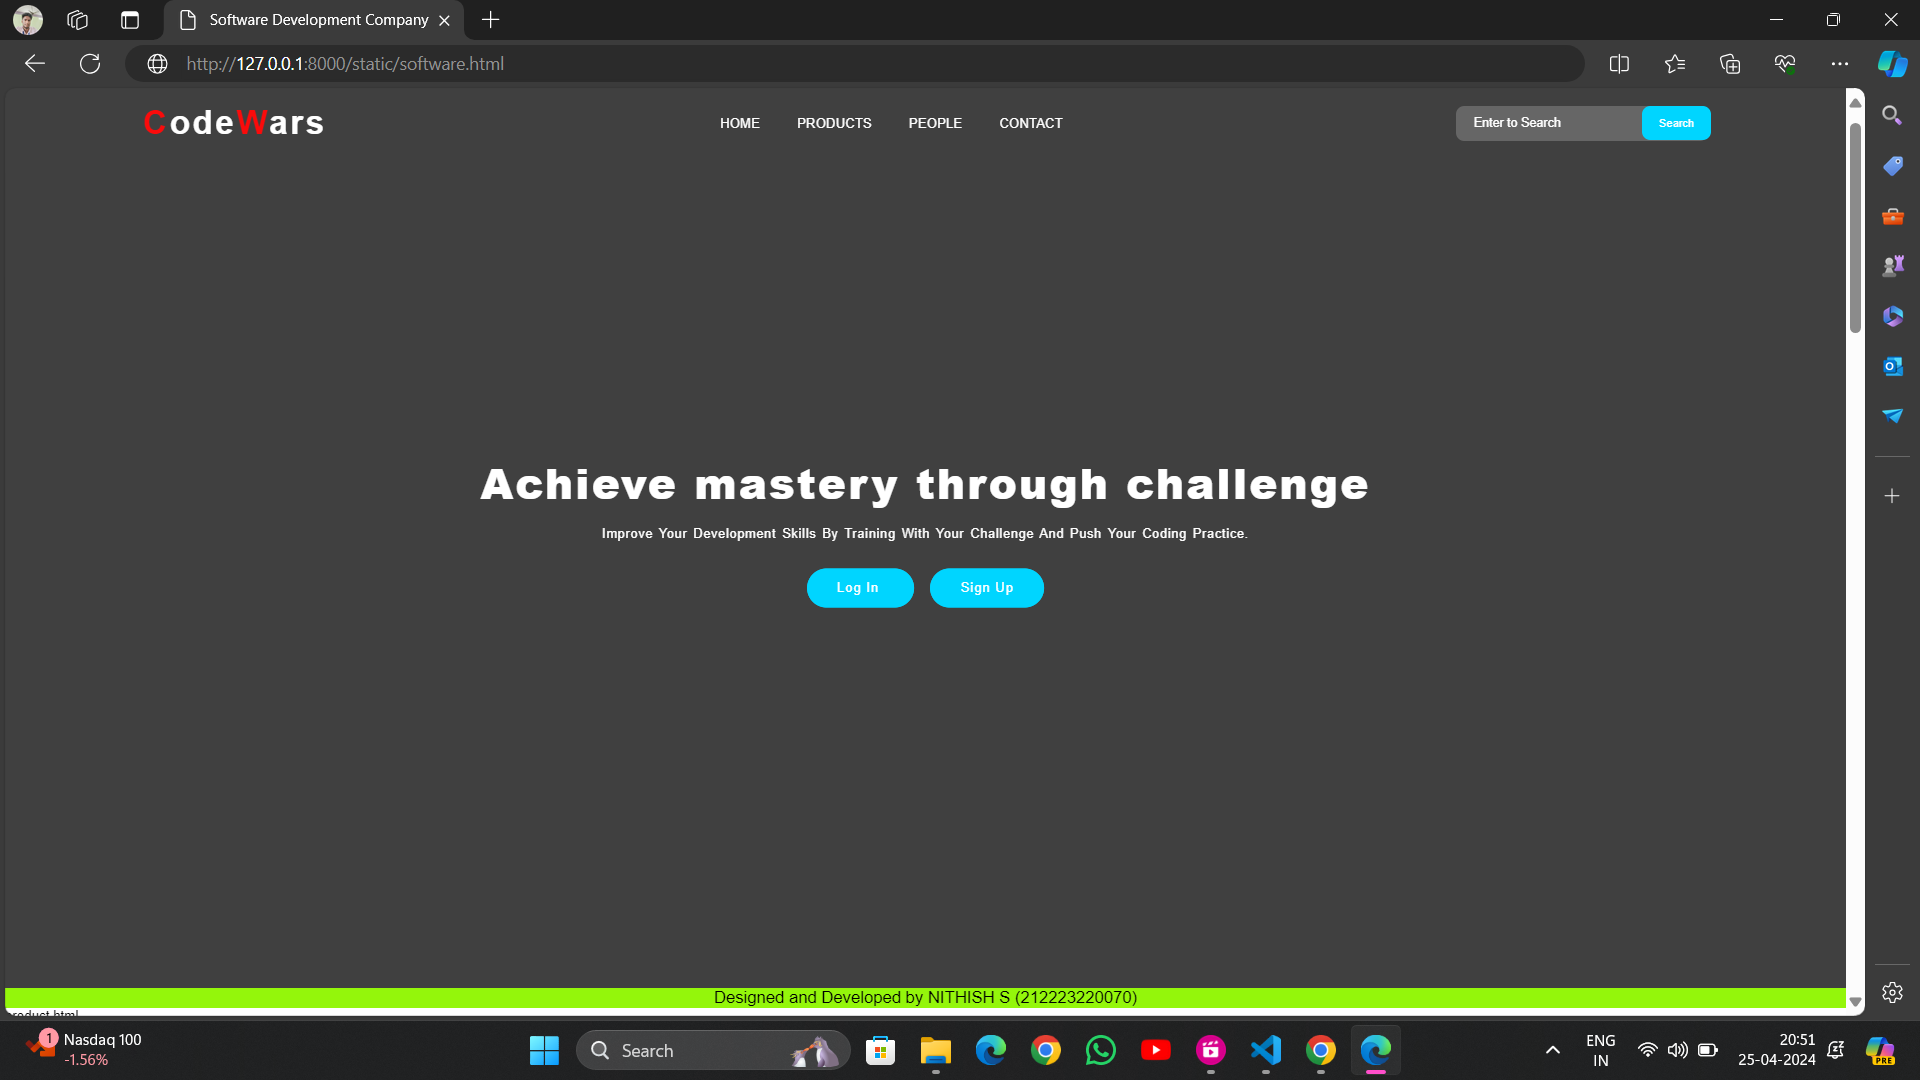 Software Development Company
http://127.0.0.1:8000/static/software.html
CodeWars
HOME PRODUCTS PEOPLE CONTACT
Enter to Search
Search
Achieve mastery through challenge
Improve Your Development Skills By Training With Your Challenge And Push Your Coding Practice.
Log In
Sign Up
Designed and Developed by NITHISH S (212223220070)
product.html
1
Nasdaq 100
-1.56%
Search
ENG
IN
20:51
25-04-2024
PRE